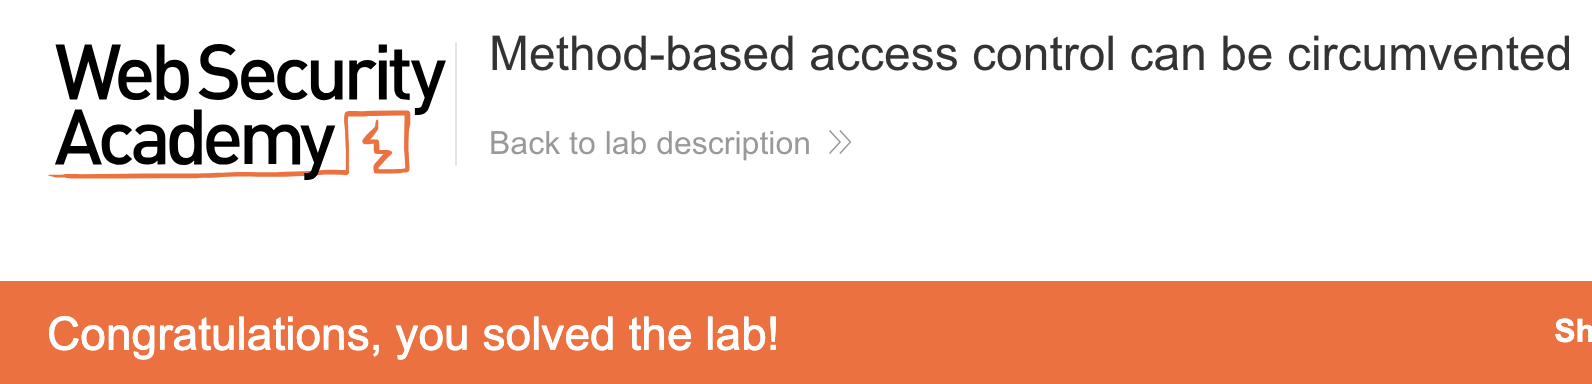 Web Security
Academy
Method-based access control can be circumvented
Back to lab description
Congratulations, you solved the lab!
Sh